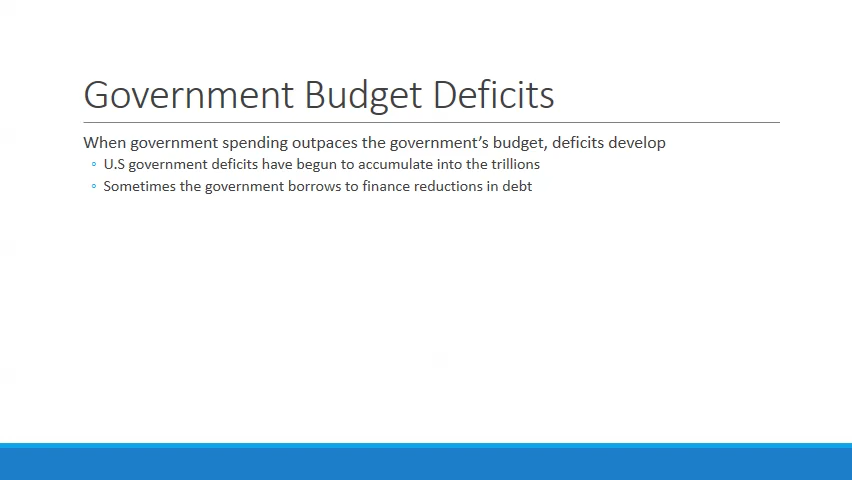 Government Budget Deficits
When government spending outpaces the government’s budget, deficits develop
◦ U.S government deficits have begun to accumulate into the trillions
◦ Sometimes the government borrows to finance reductions in debt